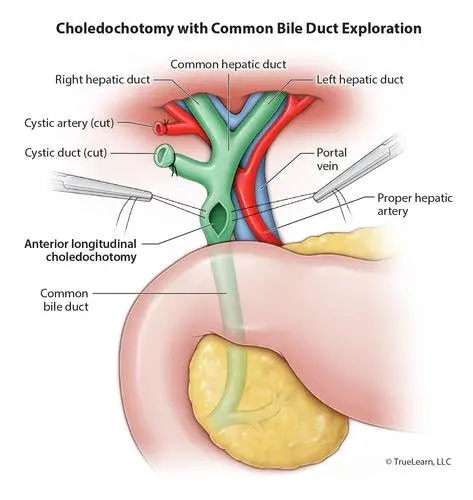 Choledochotomy with Common Bile Duct Exploration
Common hepatic duct
Right hepatic duct
Left hepatic duct
Cystic artery (cut)
Cystic duct (cut)
Portal
vein
Proper hepatic
artery
Anterior longitudinal
choledochotomy
Common
bile duct
© TrueLearn, LLC